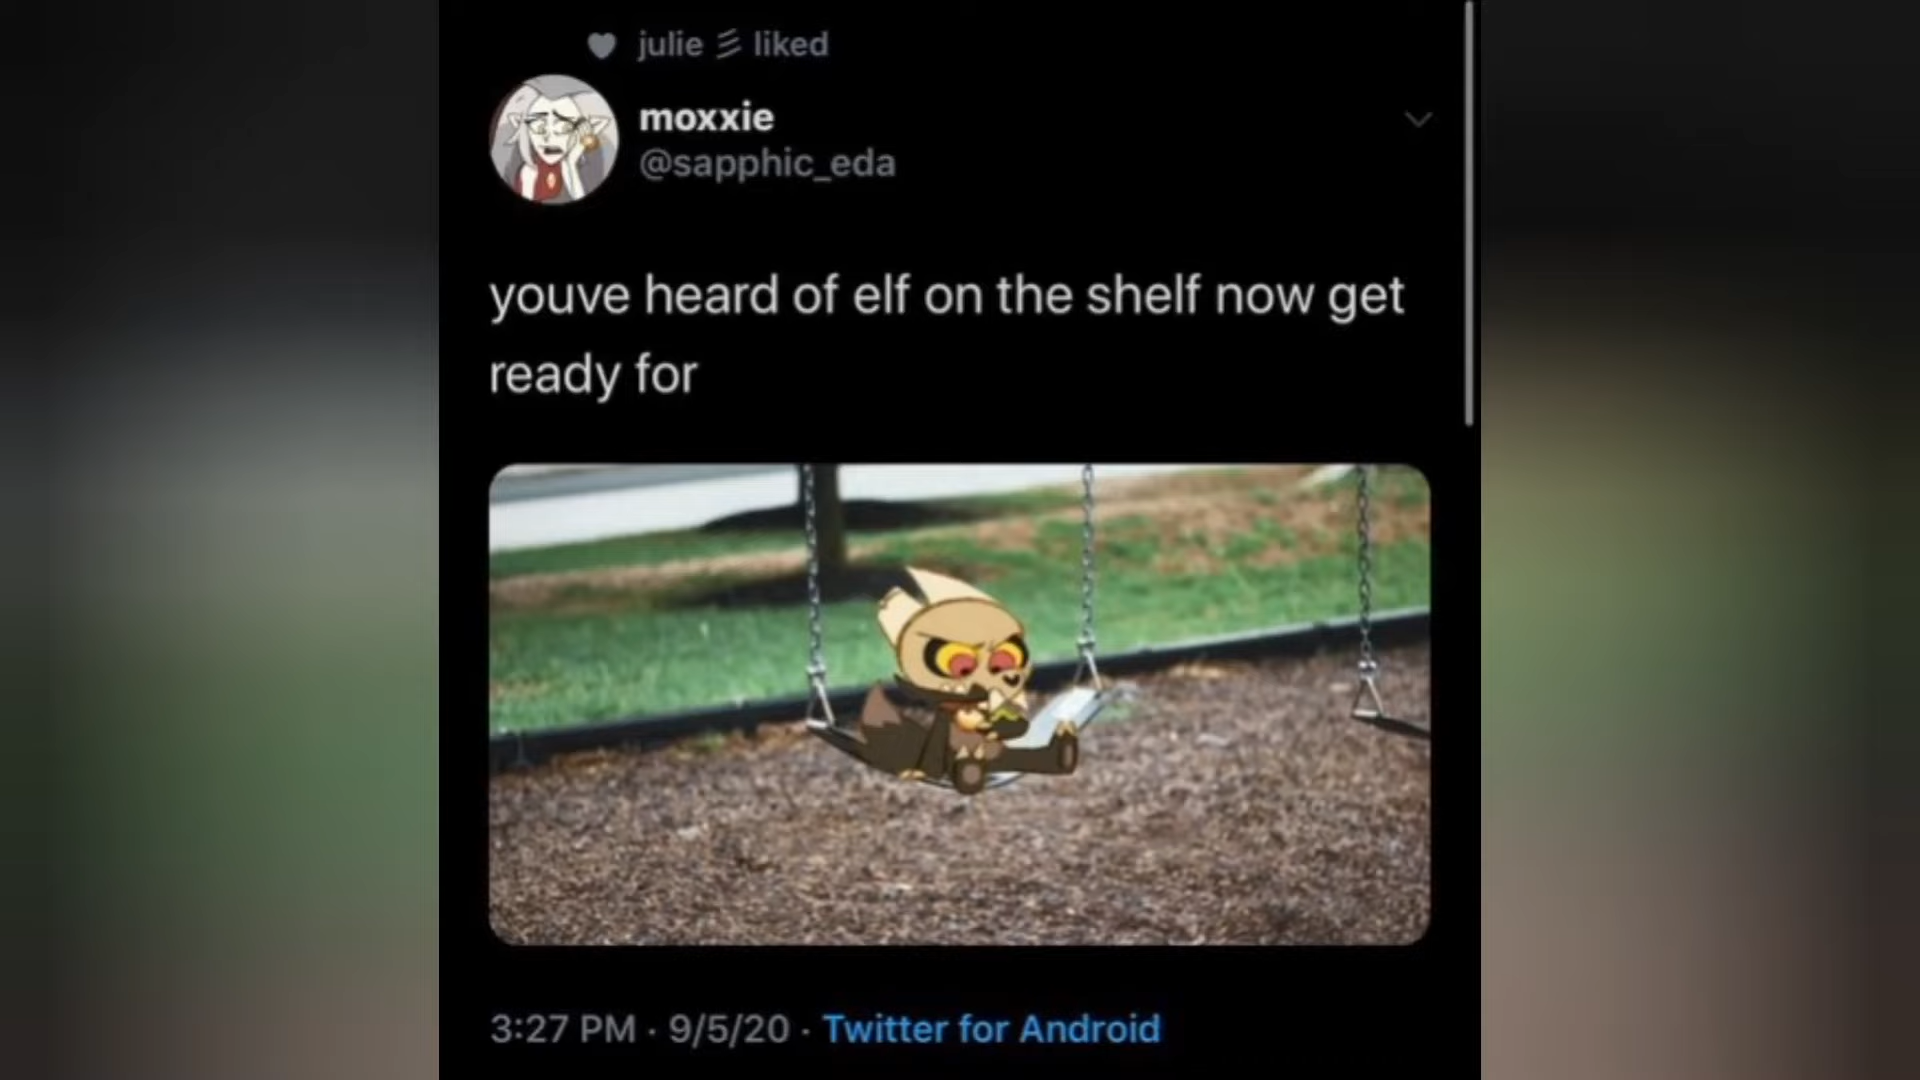 julie 彡 liked
moxxie
@sapphic_eda
youve heard of elf on the shelf now get
ready for
3:27 PM · 9/5/20 · Twitter for Android